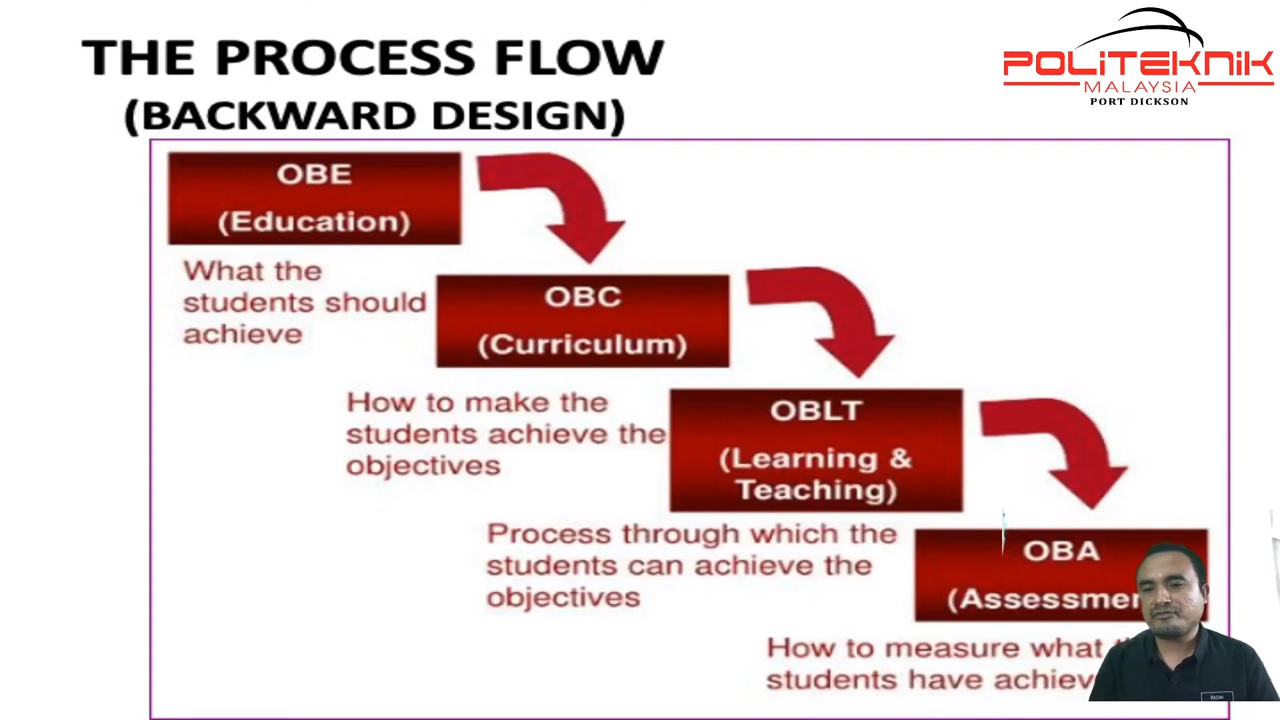 THE PROCESS FLOW
(BACKWARD DESIGN)
POLITEKNIK
MALAYSIA
PORT DICKSON
OBE
(Education)
What the
students should
achieve
OBC
(Curriculum)
How to make the
students achieve the
objectives
OBLT
(Learning &
Teaching)
Process through which the
students can achieve the
objectives
OBA
How to measure what
students have